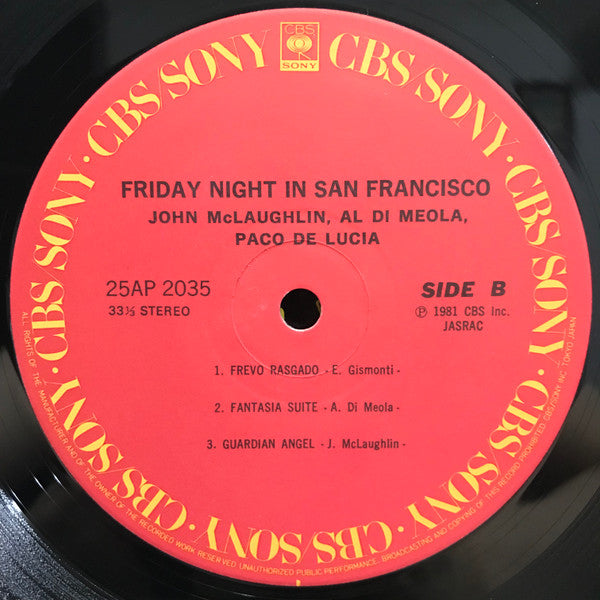 CBS
SONY
CBS/SONY · CBS/SONY · CBS/SONY · CBS/SONY · CBS/SONY · CBS/SONY · CBS/SONY
FRIDAY NIGHT IN SAN FRANCISCO
JOHN McLAUGHLIN, AL DI MEOLA,
PACO DE LUCIA
25AP 2035
33⅓ STEREO
SIDE B
Ⓟ 1981 CBS Inc.
JASRAC
1. FREVO RASGADO - E. Gismonti -
2. FANTASIA SUITE - A. Di Meola -
3. GUARDIAN ANGEL - J. McLaughlin -
ALL RIGHTS OF THE MANUFACTURER AND OF THE OWNER OF THE RECORDED WORK RESERVED UNAUTHORIZED PUBLIC PERFORMANCE, BROADCASTING AND COPYING OF THIS RECORD PROHIBITED. CBS/SONY INC. TOKYO JAPAN